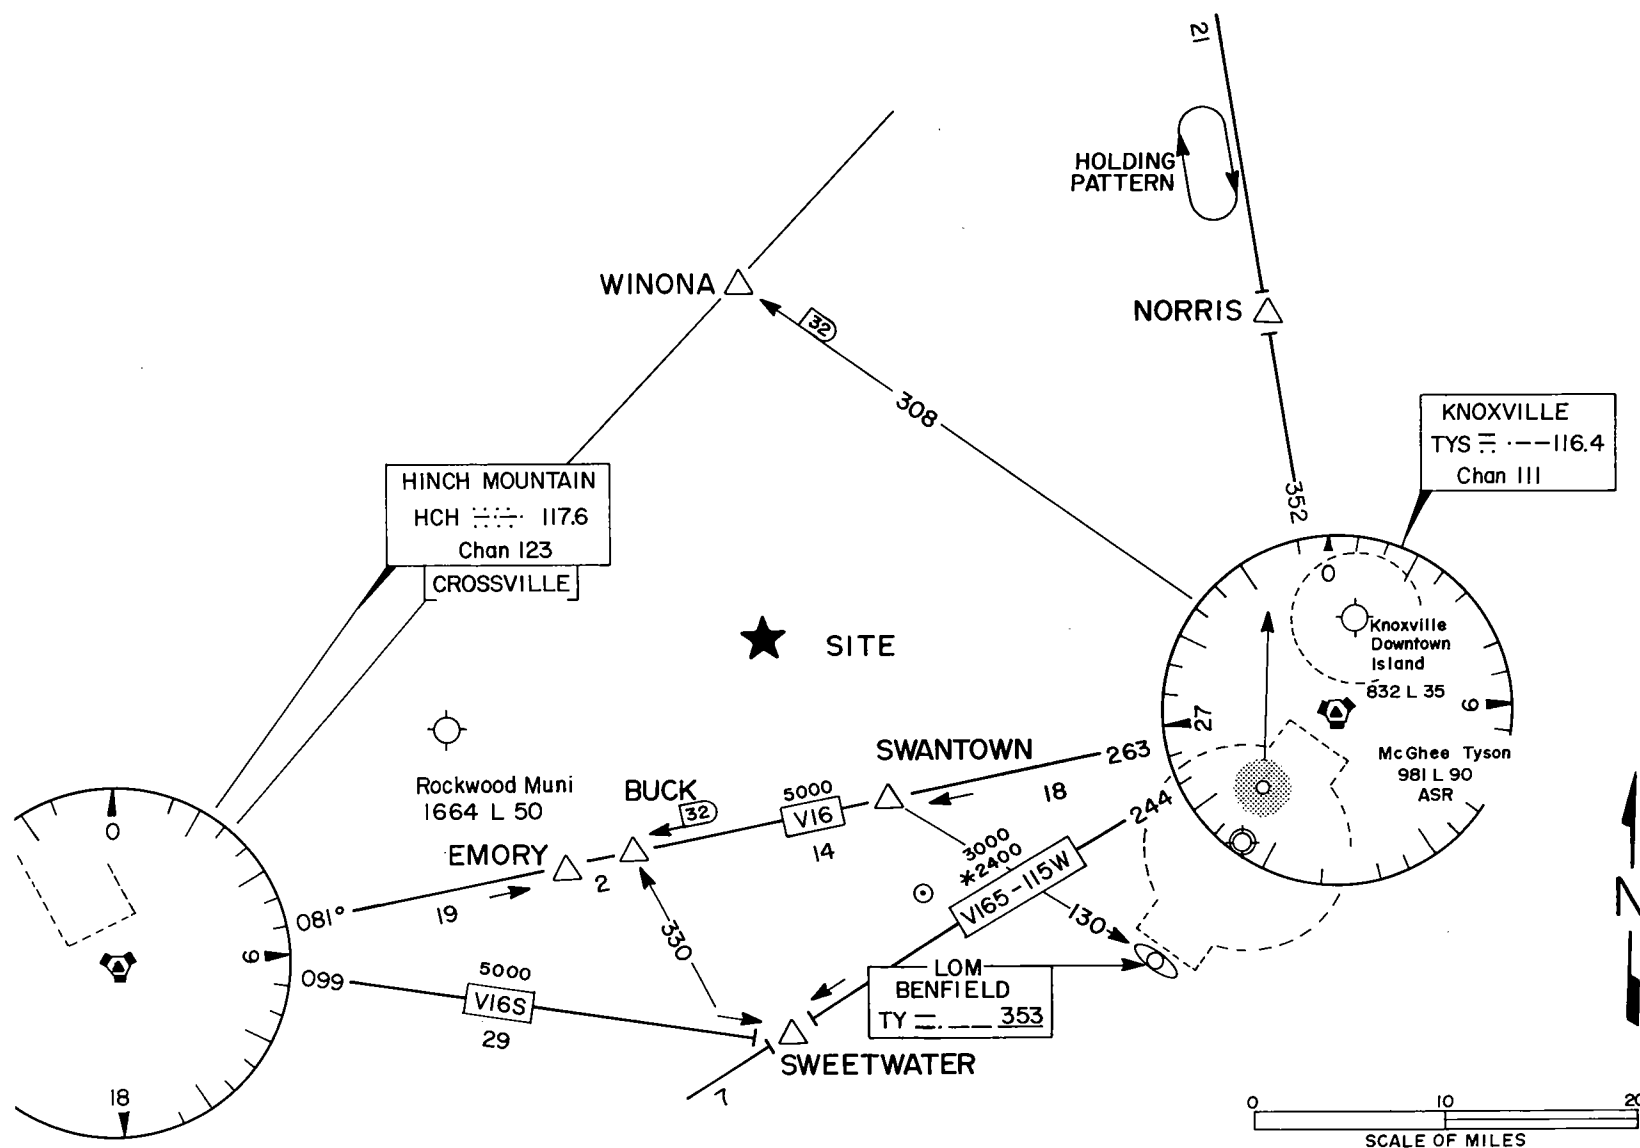 21
HOLDING
PATTERN
WINONA
32
NORRIS
308
KNOXVILLE
TYS 116.4
Chan 111
352
HINCH MOUNTAIN
HCH 117.6
Chan 123
CROSSVILLE
0
Knoxville
Downtown
Island
832 L 35
SITE
27
9
McGhee Tyson
981 L 90
ASR
SWANTOWN
263
18
244
Rockwood Muni
1664 L 50
BUCK
32
5000
V16
14
EMORY
2
0
081°
19
9
099
5000
V16S
29
330
3000
*2400
V165-115W
130
LOM
BENFIELD
TY 353
SWEETWATER
7
18
N
0 10 20
SCALE OF MILES